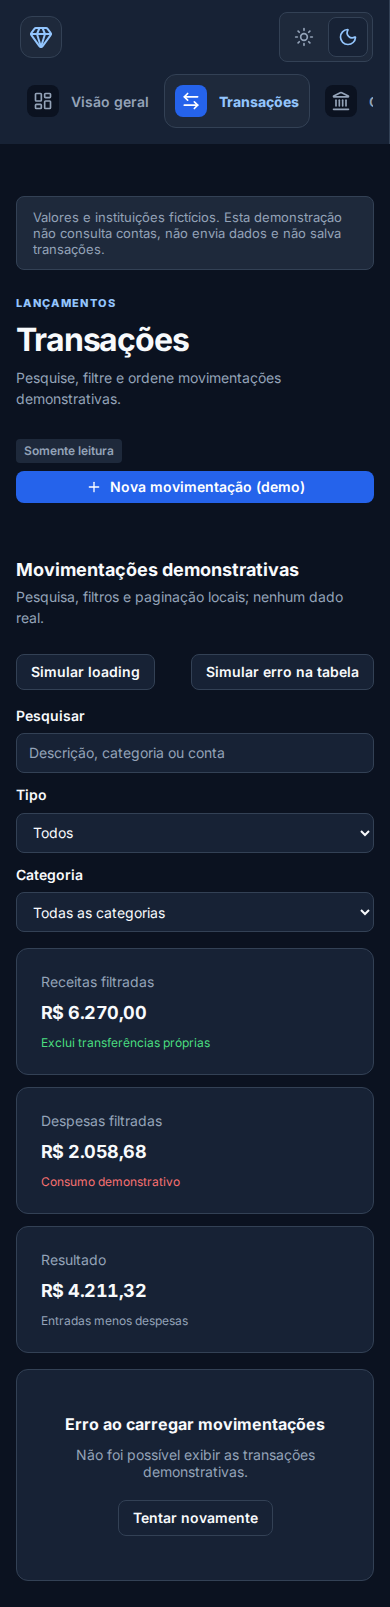 Visão geral
Transações
Valores e instituições fictícios. Esta demonstração
não consulta contas, não envia dados e não salva
transações.
LANÇAMENTOS
Transações
Pesquise, filtre e ordene movimentações
demonstrativas.
Somente leitura
Nova movimentação (demo)
Movimentações demonstrativas
Pesquisa, filtros e paginação locais; nenhum dado
real.
Simular loading
Simular erro na tabela
Pesquisar
Descrição, categoria ou conta
Tipo
Todos
Categoria
Todas as categorias
Receitas filtradas
R$ 6.270,00
Exclui transferências próprias
Despesas filtradas
R$ 2.058,68
Consumo demonstrativo
Resultado
R$ 4.211,32
Entradas menos despesas
Erro ao carregar movimentações
Não foi possível exibir as transações
demonstrativas.
Tentar novamente